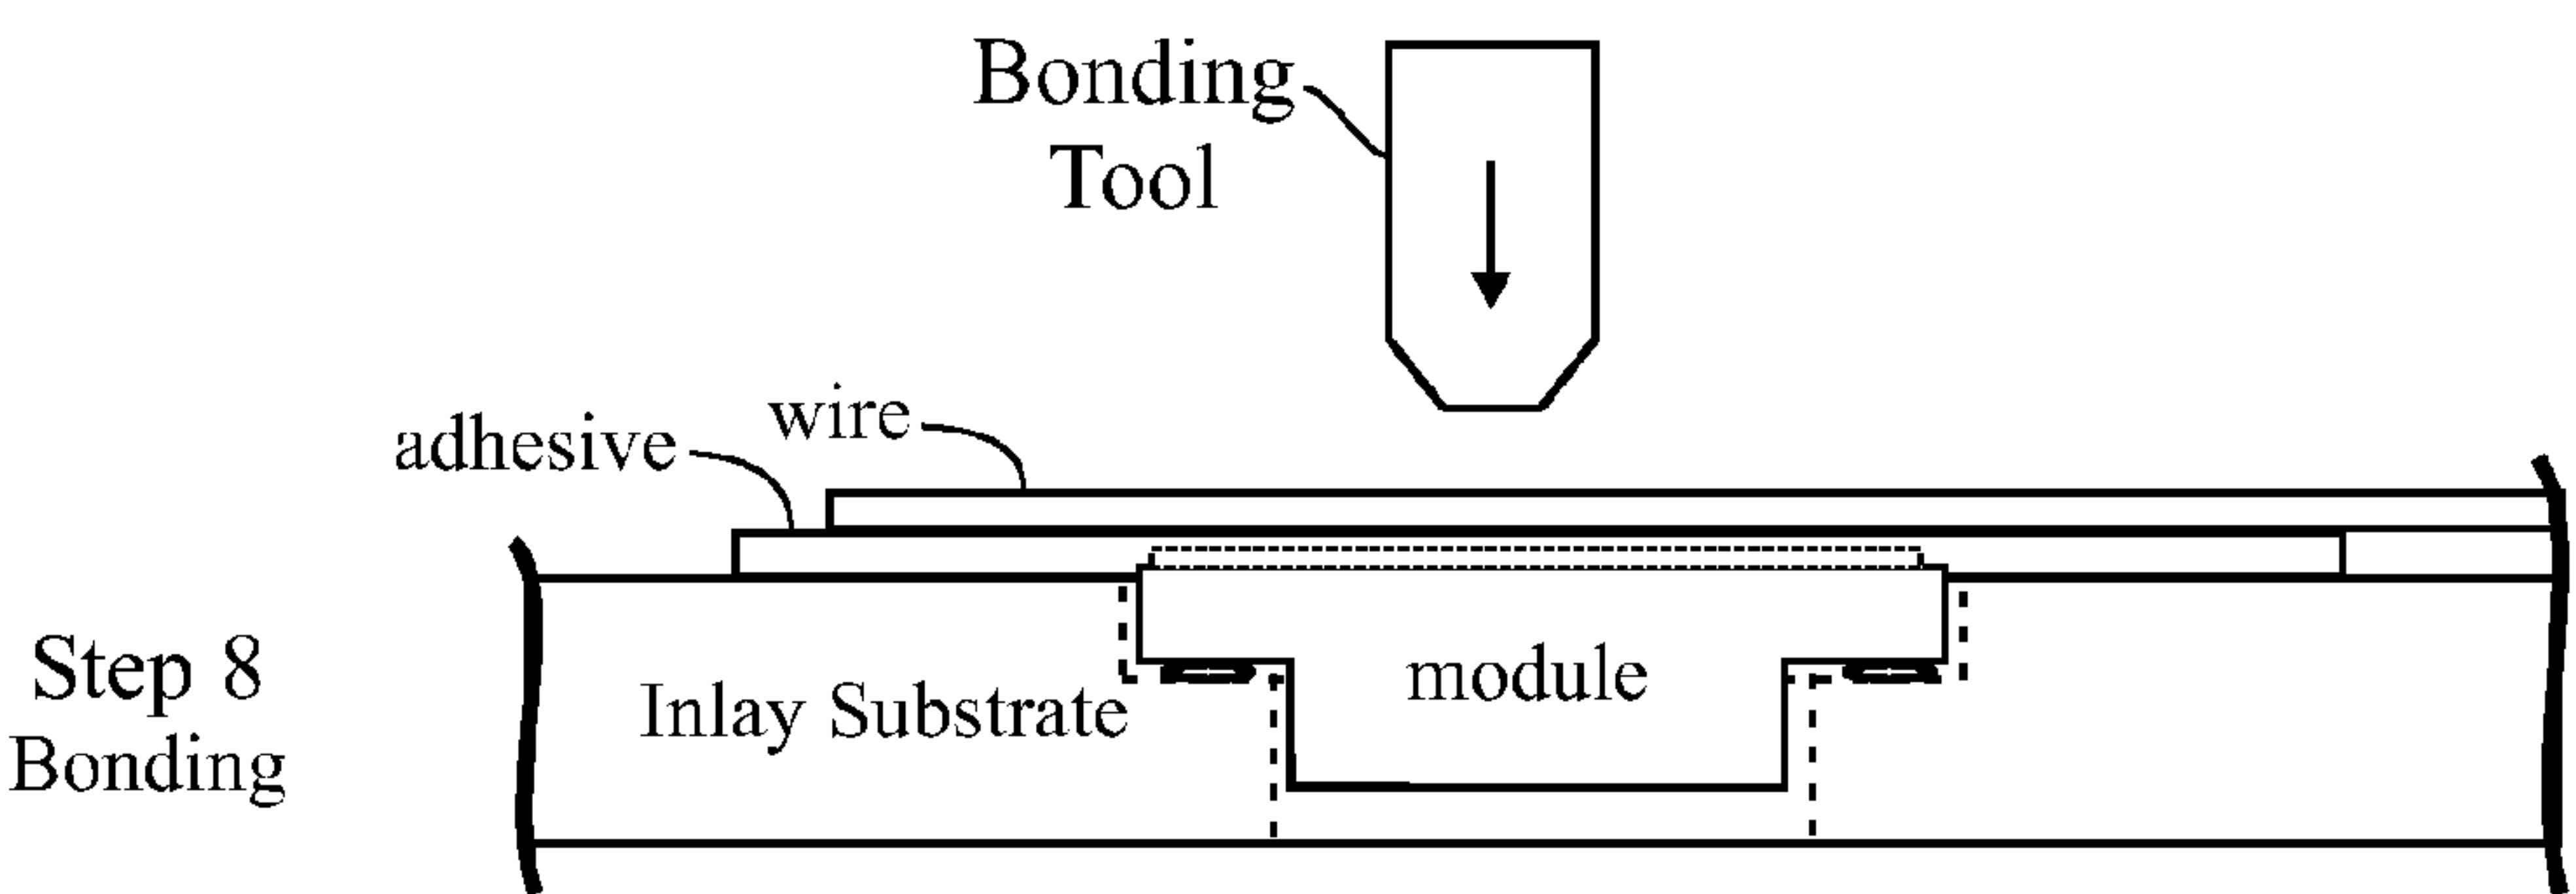 Bonding
Tool
wire
adhesive
module
Step 8
Inlay Substrate
Bonding